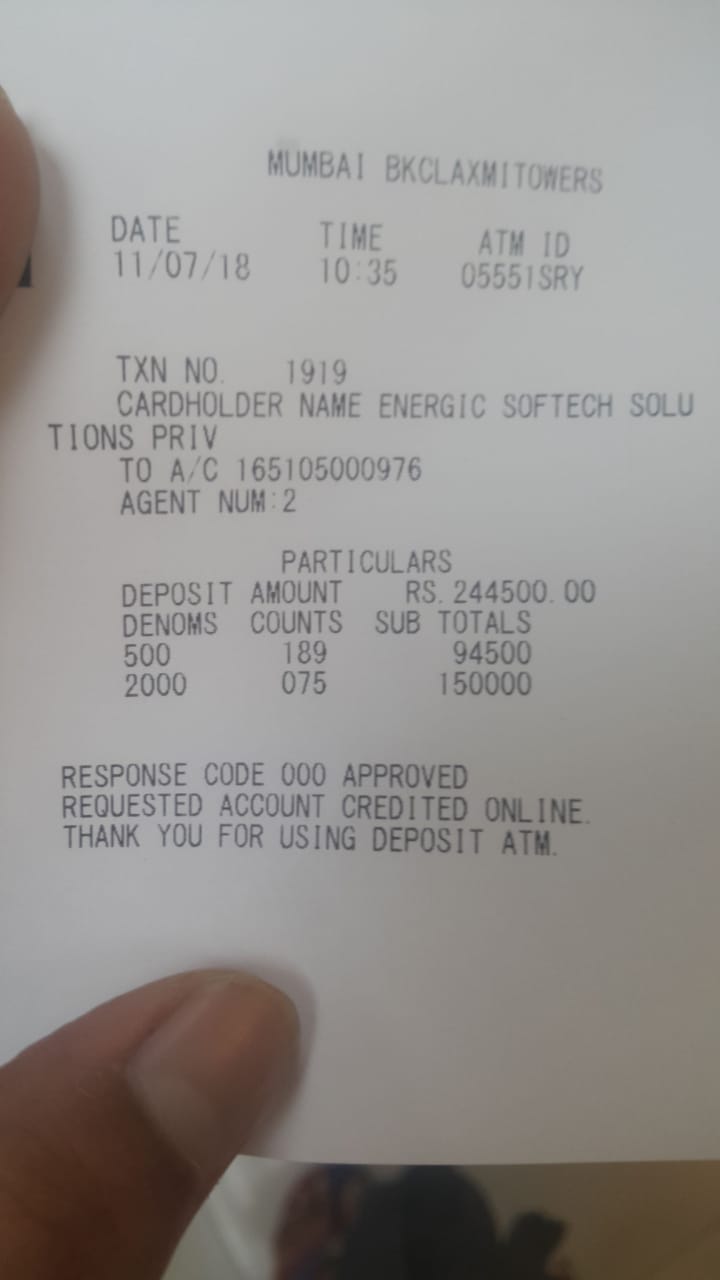 MUMBAI BKCLAXMITOWERS
DATE TIME ATM ID
11/07/18 10:35 05551SRY
TXN NO. 1919
CARDHOLDER NAME ENERGIC SOFTECH SOLU
TIONS PRIV
TO A/C 165105000976
AGENT NUM:2
PARTICULARS
DEPOSIT AMOUNT RS.244500.00
DENOMS COUNTS SUB TOTALS
500 189 94500
2000 075 150000
RESPONSE CODE 000 APPROVED
REQUESTED ACCOUNT CREDITED ONLINE.
THANK YOU FOR USING DEPOSIT ATM.